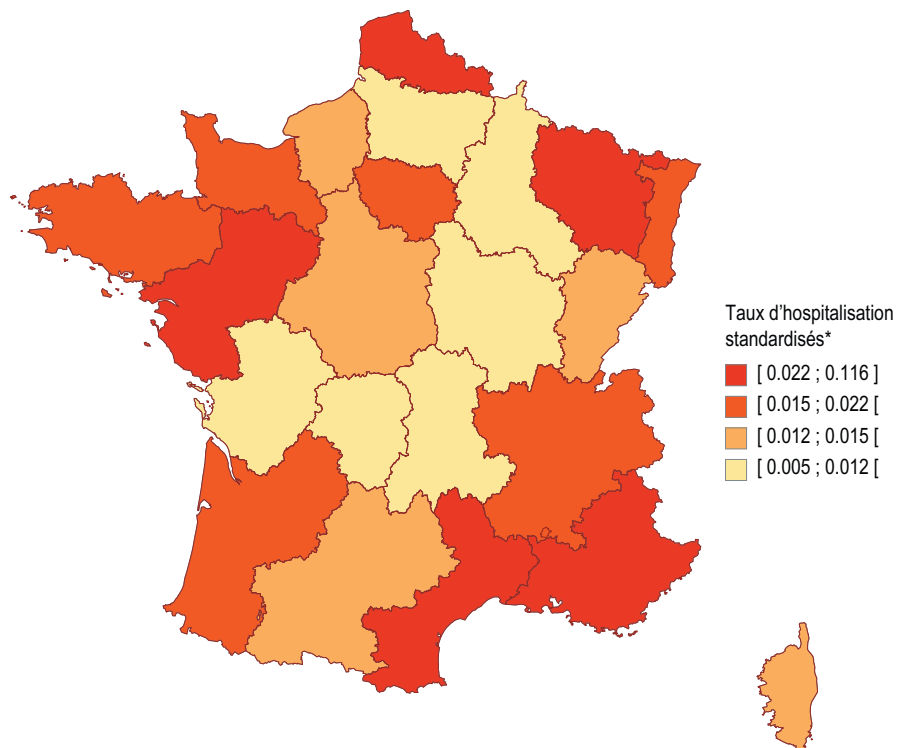 Taux d'hospitalisation
standardisés*
[ 0.022 ; 0.116 ]
[ 0.015 ; 0.022 [
[ 0.012 ; 0.015 [
[ 0.005 ; 0.012 [